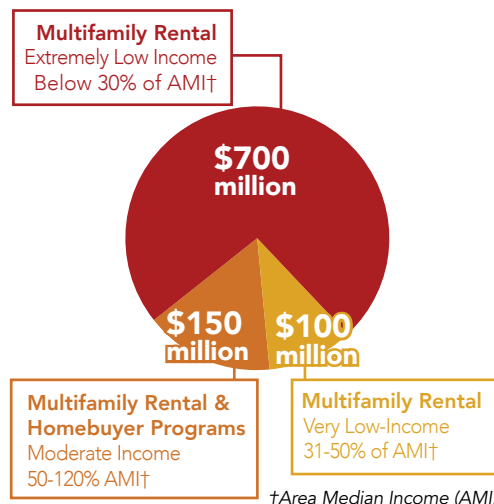 Multifamily Rental
Extremely Low Income
Below 30% of AMI†
$700
million
$150
million
$100
million
Multifamily Rental &
Homebuyer Programs
Moderate Income
50-120% AMI†
Multifamily Rental
Very Low-Income
31-50% of AMI†
†Area Median Income (AMI